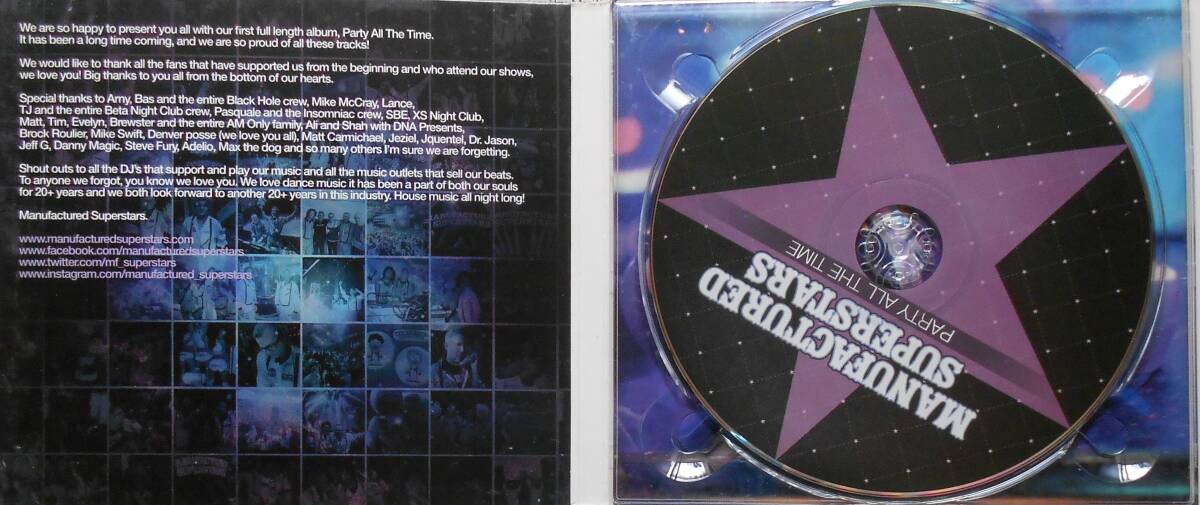 We are so happy to present you all with our first full length album, Party All The Time.
It has been a long time coming, and we are so proud of all these tracks!
We would like to thank all the fans that have supported us from the beginning and who attend our shows,
we love you! Big thanks to you all from the bottom of our hearts.
Special thanks to Amy, Bas and the entire Black Hole crew, Mike McCray, Lance,
TJ and the entire Beta Night Club crew, Pasquale and the Insomniac crew, SBE, XS Night Club,
Matt, Tim, Evelyn, Brewster and the entire AM Only family, Ali and Shah with DNA Presents,
Brock Roulier, Mike Swift, Denver posse (we love you all), Matt Carmichael, Jeziel, Jquentel, Dr. Jason,
Jeff G, Danny Magic, Steve Fury, Adelio, Max the dog and so many others I'm sure we are forgetting.
Shout outs to all the DJ's that support and play our music and all the music outlets that sell our beats.
To anyone we forgot, you know we love you. We love dance music it has been a part of both our souls
for 20+ years and we both look forward to another 20+ years in this industry. House music all night long!
Manufactured Superstars.
www.manufacturedsuperstars.com
www.facebook.com/manufacturedsuperstars
www.twitter.com/mf_superstars
www.instagram.com/manufactured_superstars
MANUFACTURED
SUPERSTARS
PARTY ALL THE TIME